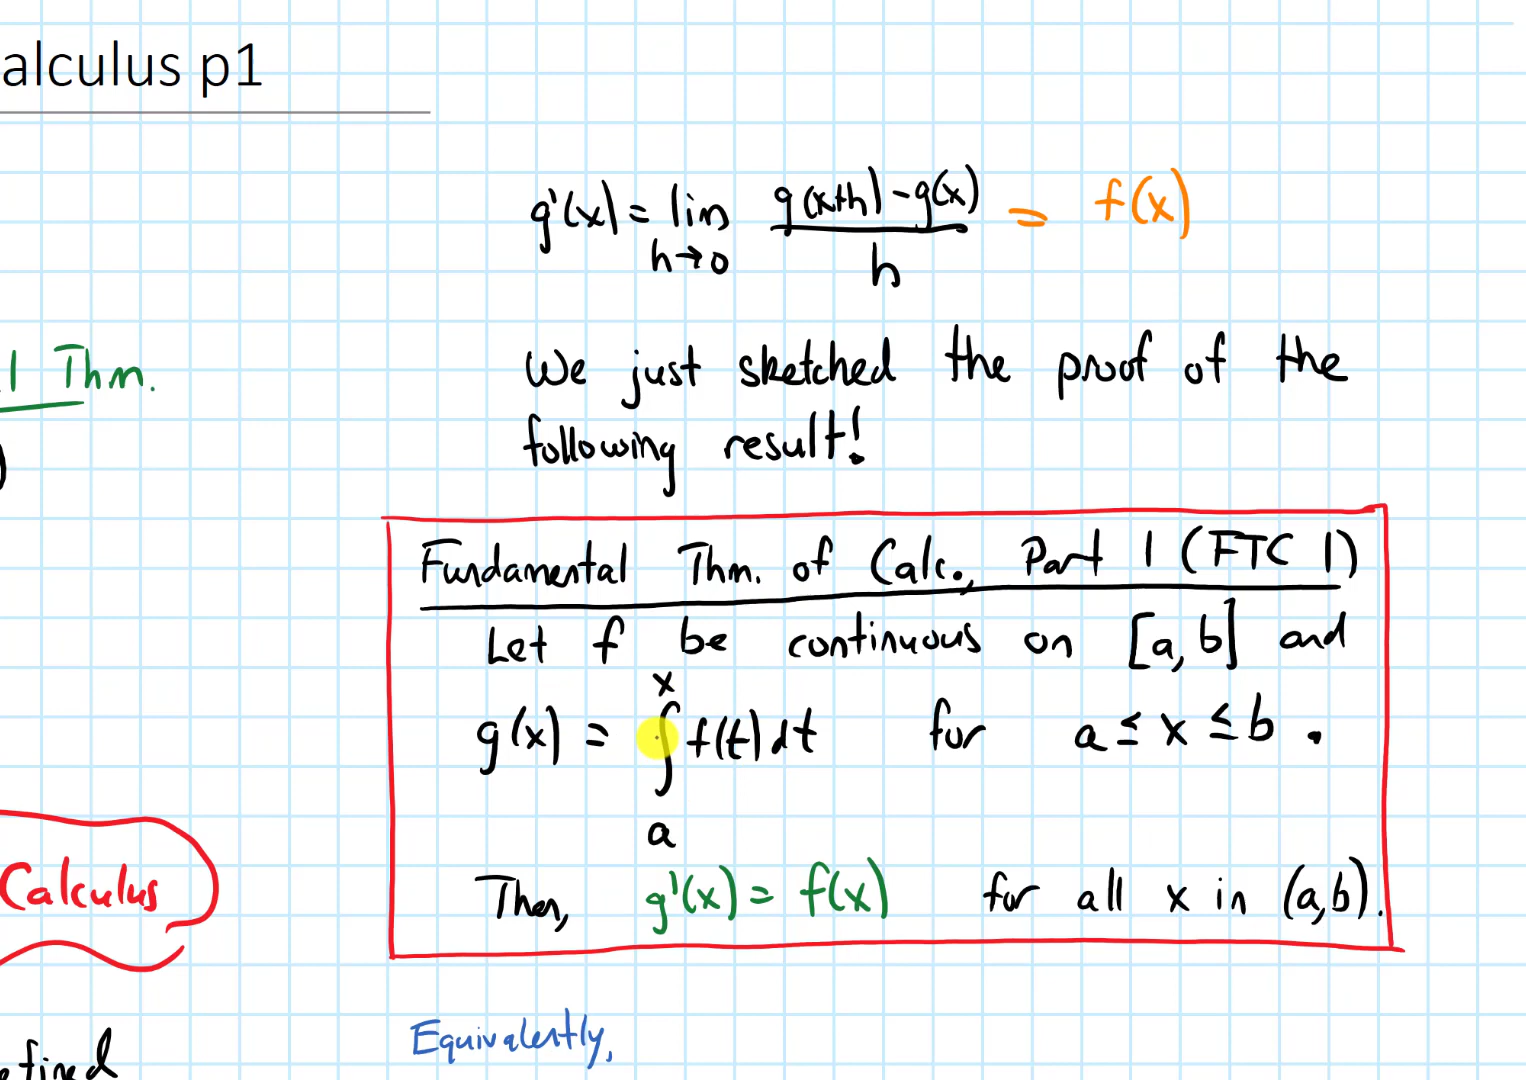 alculus p1
g'(x) = lim h→0 g(x+h) - g(x) / h = f(x)
l Thm.
We just sketched the proof of the
following result!
)
Fundamental Thm. of Calc., Part 1 (FTC 1)
Let f be continuous on [a, b] and
g(x) = ∫ₐˣ f(t) dt for a ≤ x ≤ b.
Then, g'(x) = f(x) for all x in (a,b).
Calculus
Equivalently,
efined